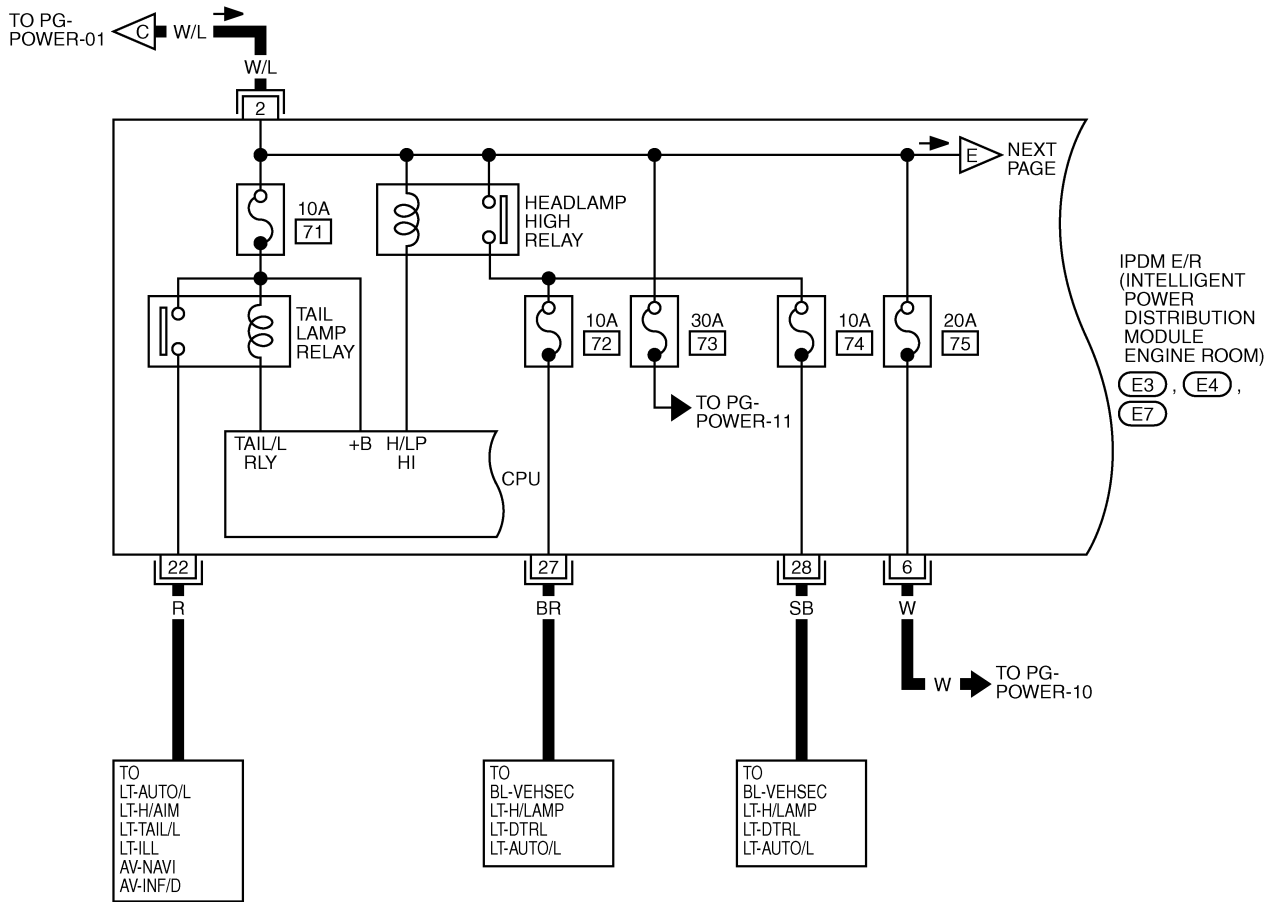 TO PG-
POWER-01
C
W/L
W/L
2
E
NEXT
PAGE
10A
71
HEADLAMP
HIGH
RELAY
TAIL
LAMP
RELAY
10A
72
30A
73
10A
74
20A
75
TO PG-
POWER-11
IPDM E/R
(INTELLIGENT
POWER
DISTRIBUTION
MODULE
ENGINE ROOM)
E3 , E4 ,
E7
TAIL/L
RLY
+B
H/LP
HI
CPU
22
27
28
6
R
BR
SB
W
W
TO PG-
POWER-10
TO
LT-AUTO/L
LT-H/AIM
LT-TAIL/L
LT-ILL
AV-NAVI
AV-INF/D
TO
BL-VEHSEC
LT-H/LAMP
LT-DTRL
LT-AUTO/L
TO
BL-VEHSEC
LT-H/LAMP
LT-DTRL
LT-AUTO/L